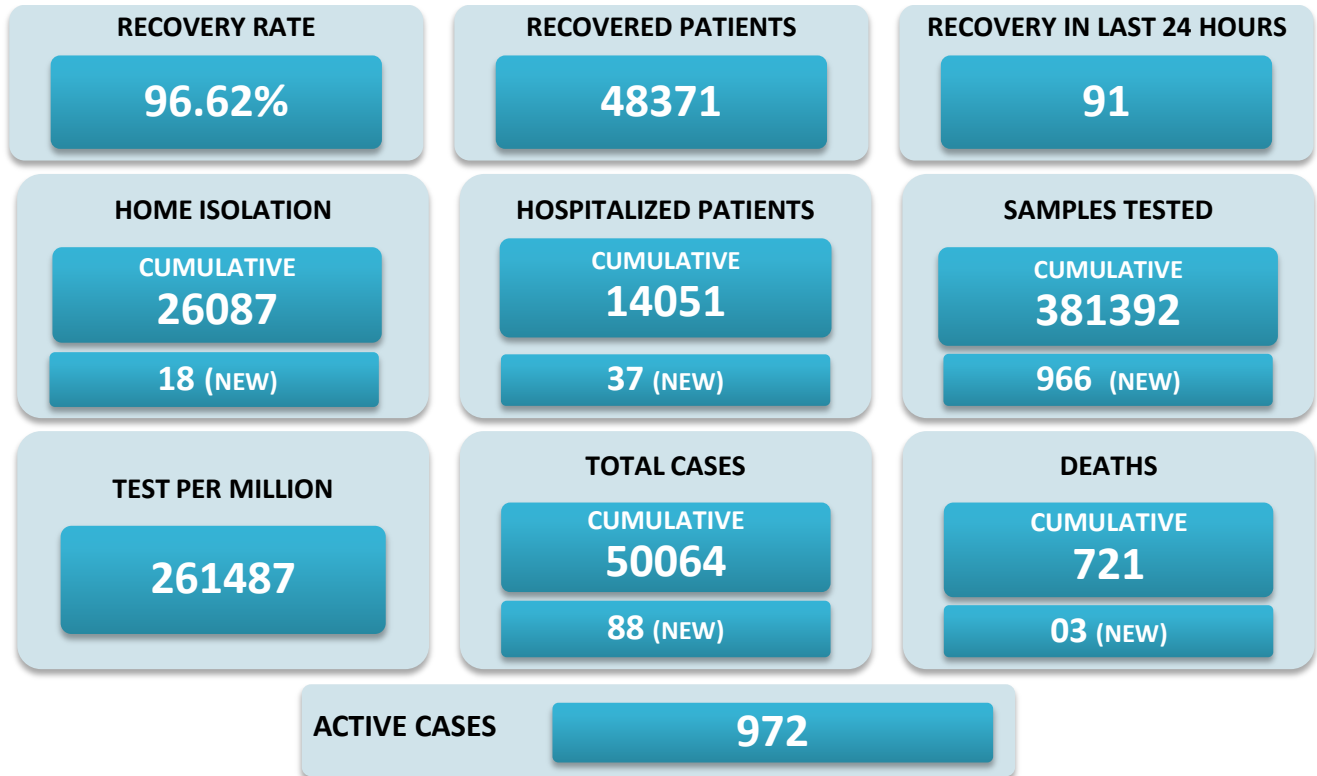 RECOVERY RATE
96.62%
RECOVERED PATIENTS
48371
RECOVERY IN LAST 24 HOURS
91
HOME ISOLATION
CUMULATIVE
26087
18 (NEW)
HOSPITALIZED PATIENTS
CUMULATIVE
14051
37 (NEW)
SAMPLES TESTED
CUMULATIVE
381392
966 (NEW)
TEST PER MILLION
261487
TOTAL CASES
CUMULATIVE
50064
88 (NEW)
DEATHS
CUMULATIVE
721
03 (NEW)
ACTIVE CASES
972